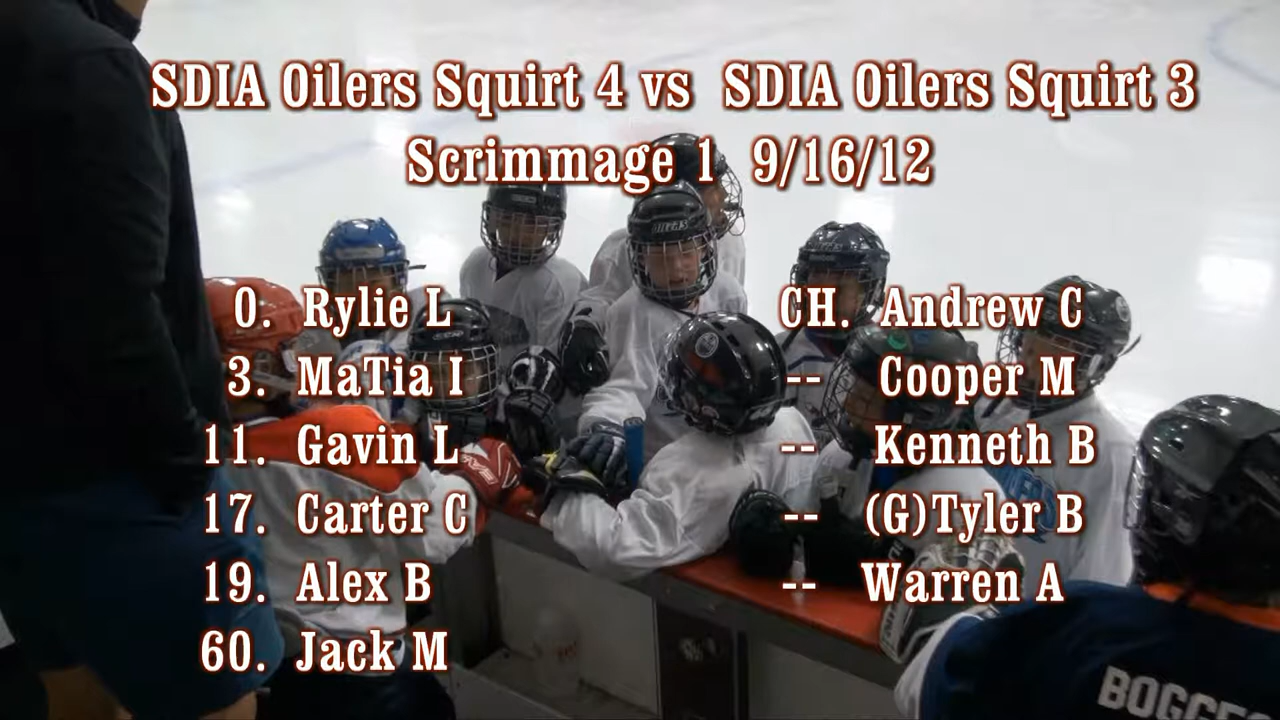 SDIA Oilers Squirt 4 vs SDIA Oilers Squirt 3
Scrimmage 1 9/16/12
0. Rylie L
3. MaTia I
11. Gavin L
17. Carter C
19. Alex B
60. Jack M
CH. Andrew C
-- Cooper M
-- Kenneth B
-- (G)Tyler B
-- Warren A